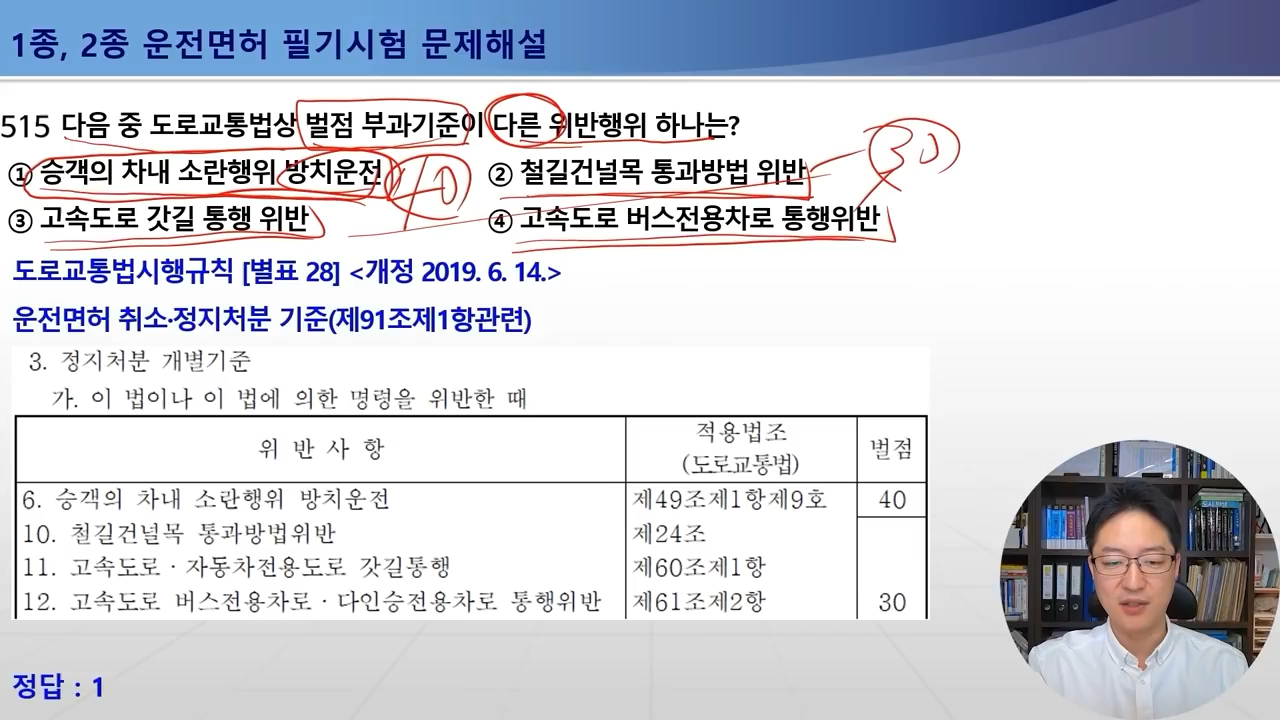 1종, 2종 운전면허 필기시험 문제해설
515 다음 중 도로교통법상 벌점 부과기준이 다른 위반행위 하나는?
① 승객의 차내 소란행위 방치운전 40 ② 철길건널목 통과방법 위반 30
③ 고속도로 갓길 통행 위반 ④ 고속도로 버스전용차로 통행위반
도로교통법시행규칙 [별표 28] <개정 2019. 6. 14.>
운전면허 취소·정지처분 기준(제91조제1항관련)
3. 정지처분 개별기준
가. 이 법이나 이 법에 의한 명령을 위반한 때
위 반 사 항 적용법조 (도로교통법) 벌점
6. 승객의 차내 소란행위 방치운전 제49조제1항제9호 40
10. 철길건널목 통과방법위반 제24조
11. 고속도로·자동차전용도로 갓길통행 제60조제1항
12. 고속도로 버스전용차로·다인승전용차로 통행위반 제61조제2항 30
정답 : 1